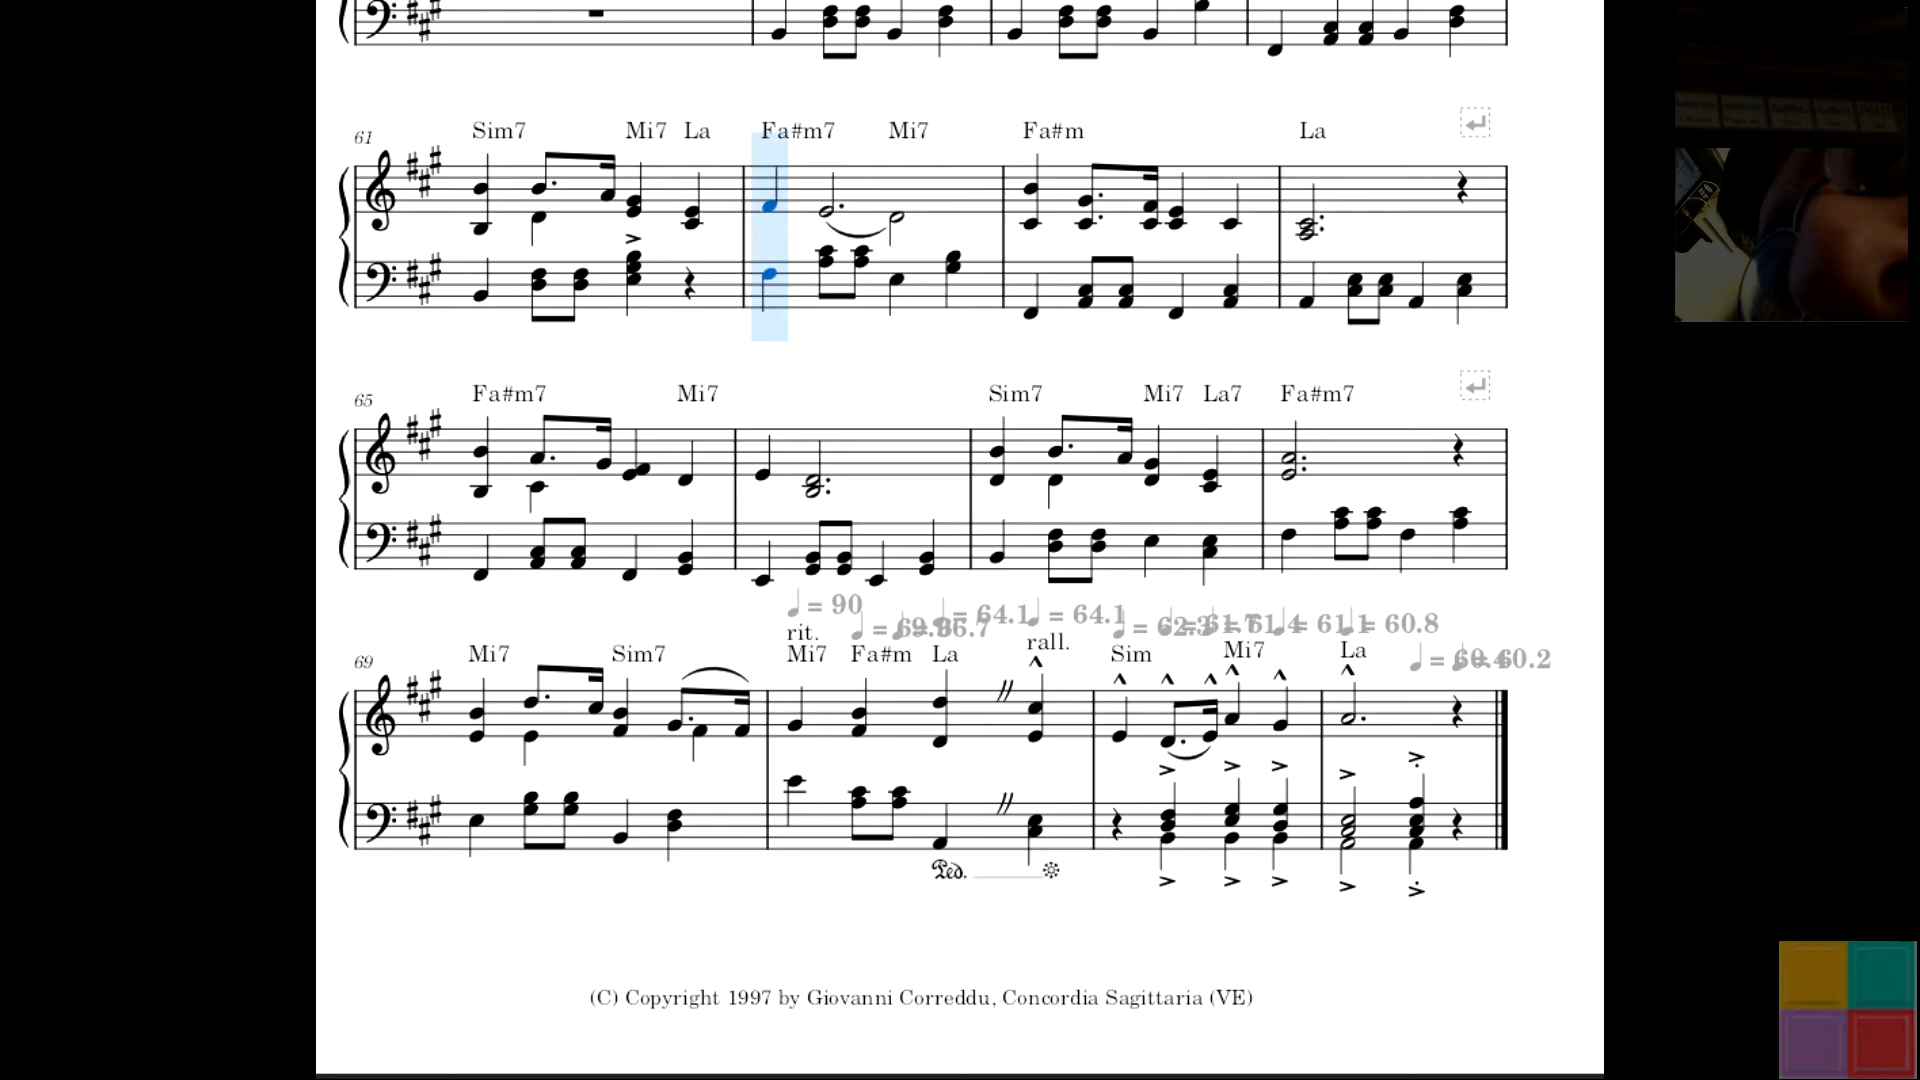 61 Sim7 Mi7 La Fa#m7 Mi7 Fa#m La
65 Fa#m7 Mi7 Sim7 Mi7 La7 Fa#m7
= 90 = 64.1 = 64.1 = 60.8
rit. rall.
= 60.2
69 Mi7 Sim7 Mi7 Fa#m La Sim Mi7 La
Ped.
(C) Copyright 1997 by Giovanni Correddu, Concordia Sagittaria (VE)